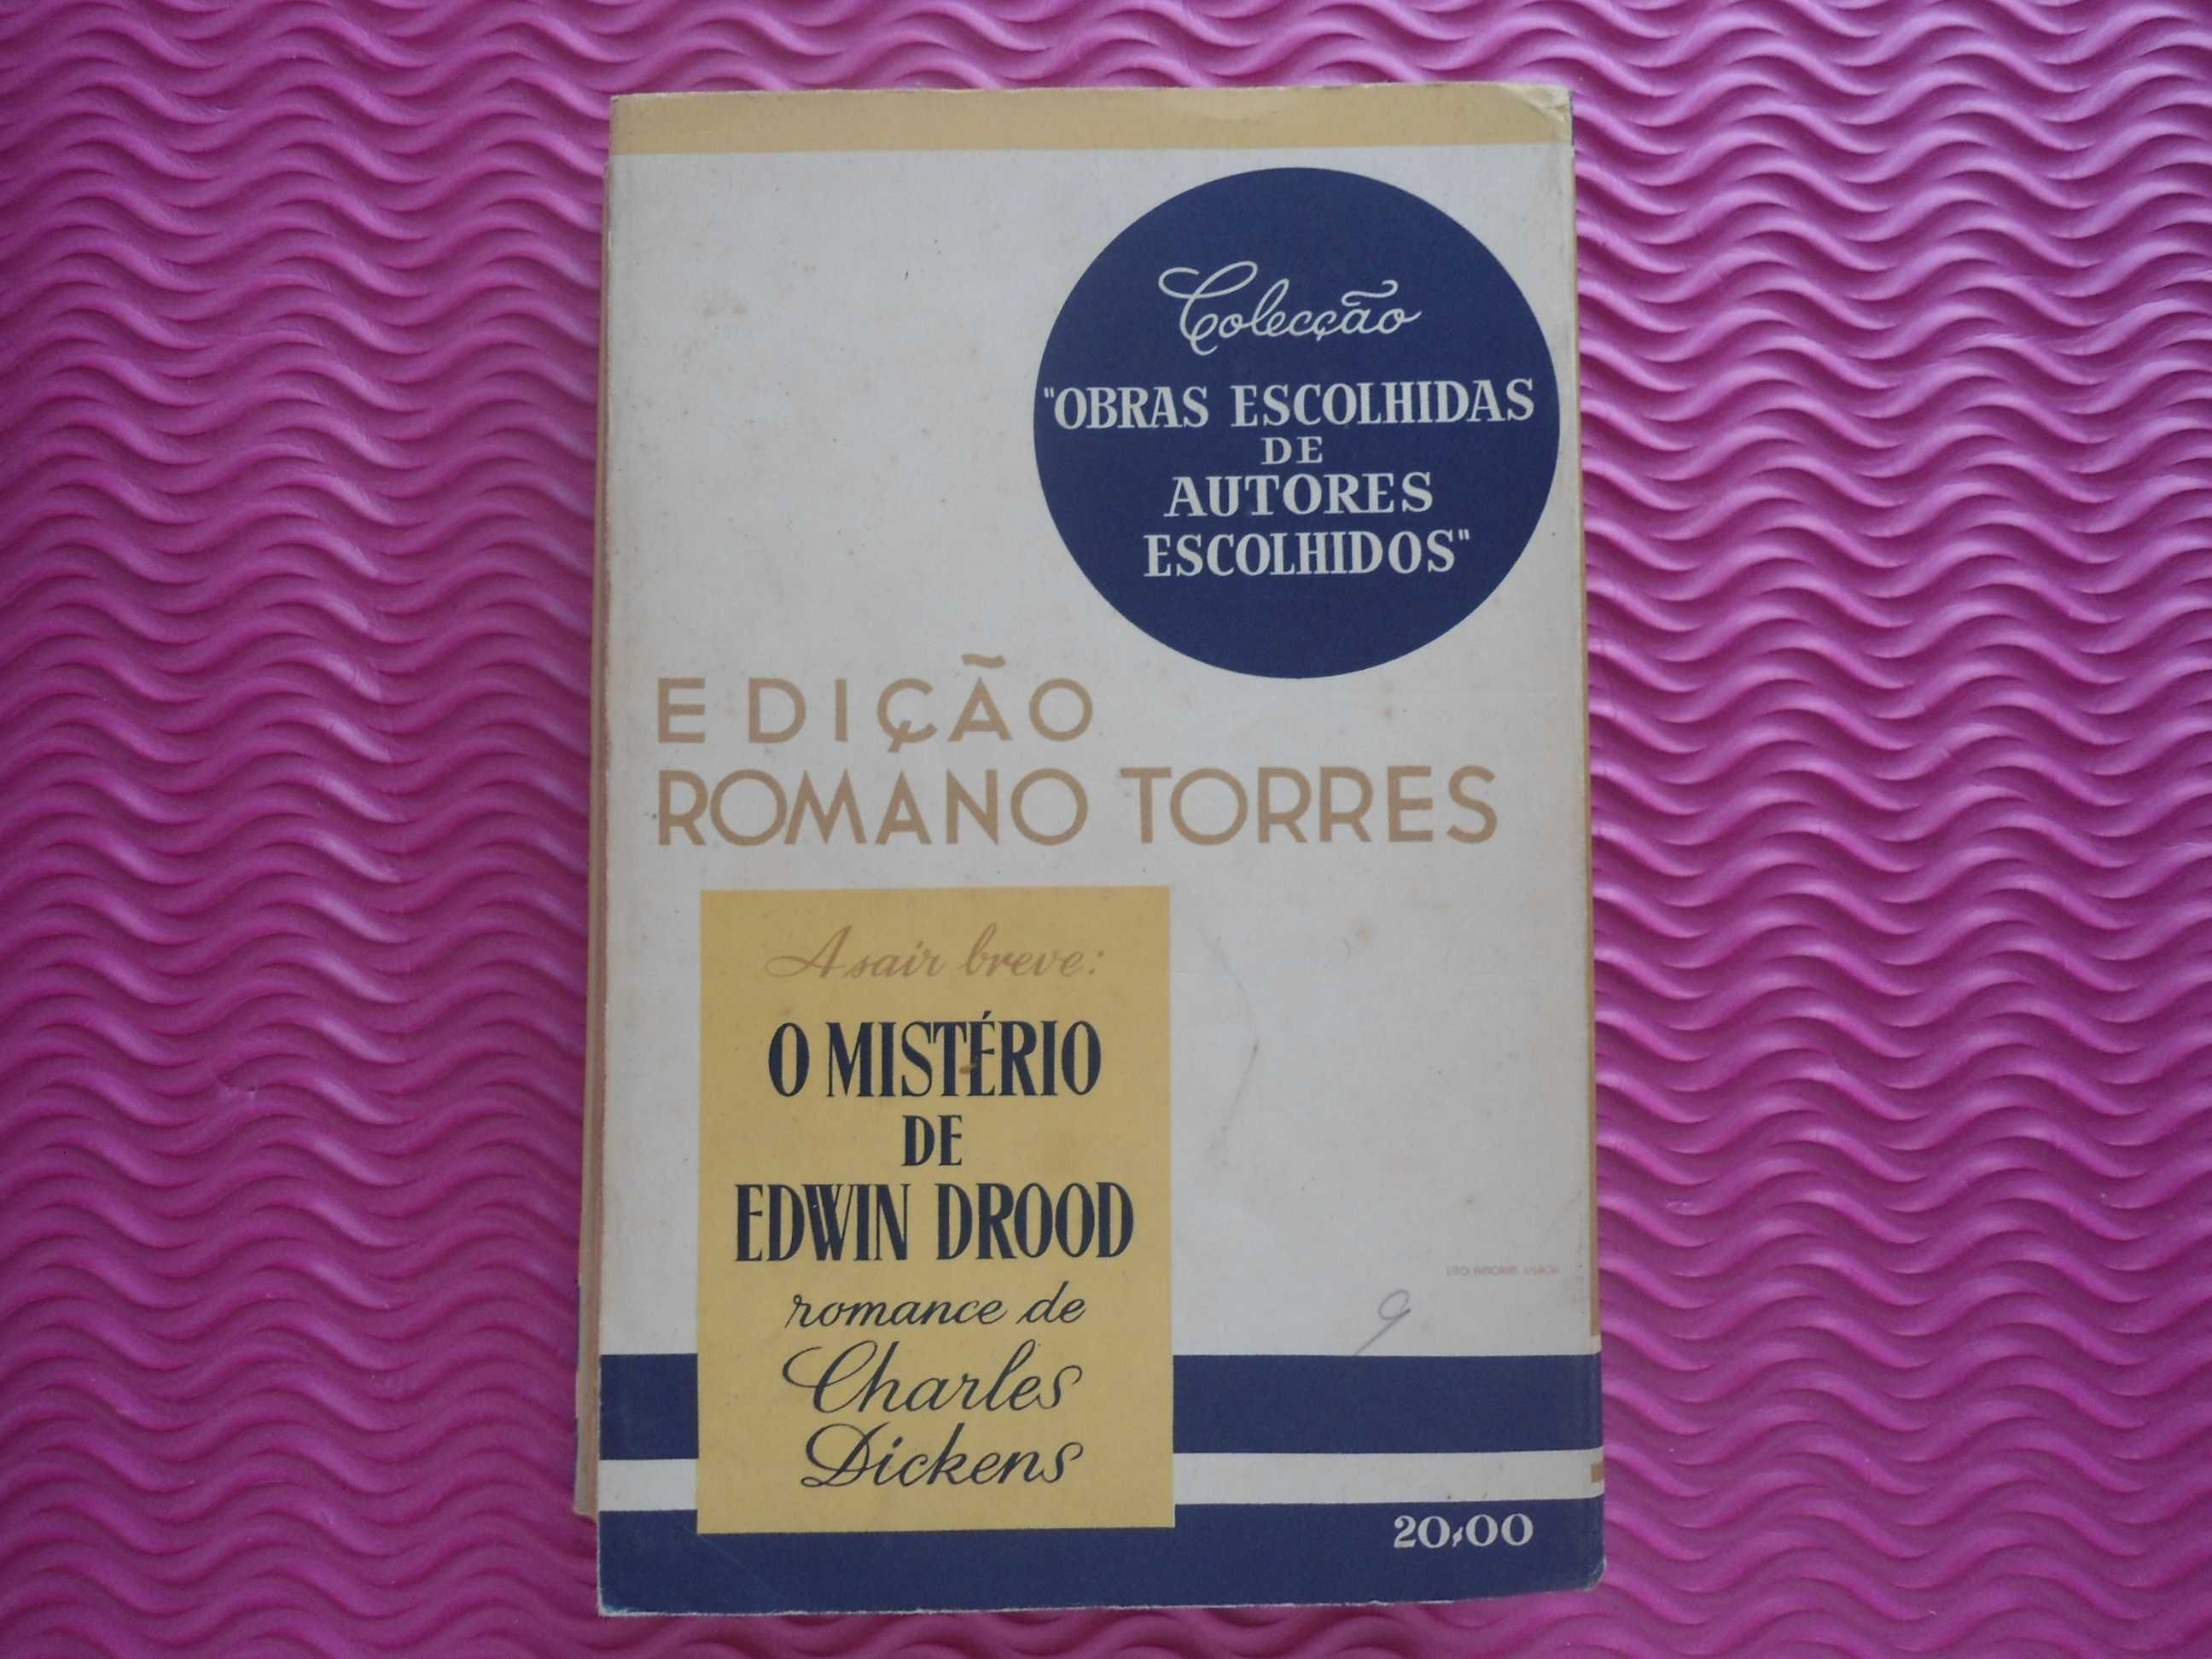 Colecção
"OBRAS ESCOLHIDAS
DE
AUTORES
ESCOLHIDOS"
EDIÇÃO
ROMANO TORRES
A sair breve:
O MISTÉRIO
DE
EDWIN DROOD
romance de
Charles
Dickens
9
20$00